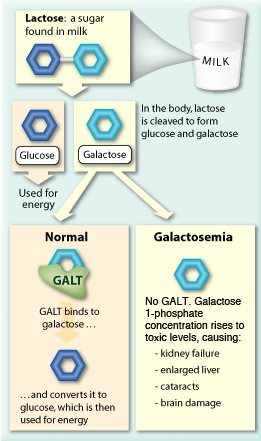 Lactose: a sugar
found in milk
MILK
In the body, lactose
is cleaved to form
glucose and galactose
Glucose
Galactose
Used for
energy
Normal
GALT
GALT binds to
galactose ...
...and converts it to
glucose, which is then
used for energy
Galactosemia
No GALT. Galactose
1-phosphate
concentration rises to
toxic levels, causing:
- kidney failure
- enlarged liver
- cataracts
- brain damage